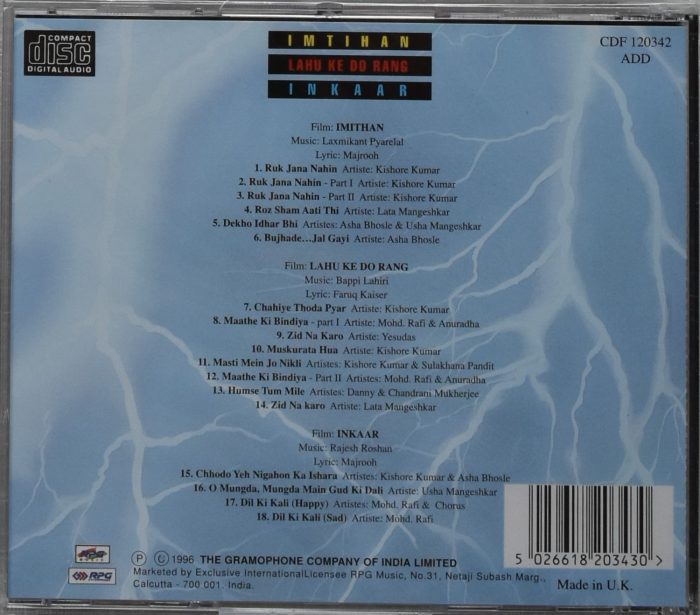 COMPACT
disc
DIGITAL AUDIO
IMTIHAN
LAHU KE DO RANG
INKAAR
CDF 120342
ADD
Film: IMITHAN
Music: Laxmikant Pyarelal
Lyric: Majrooh
1. Ruk Jana Nahin Artiste: Kishore Kumar
2. Ruk Jana Nahin - Part I Artiste: Kishore Kumar
3. Ruk Jana Nahin - Part II Artiste: Kishore Kumar
4. Roz Sham Aati Thi Artiste: Lata Mangeshkar
5. Dekho Idhar Bhi Artistes: Asha Bhosle & Usha Mangeshkar
6. Bujhade...Jal Gayi Artiste: Asha Bhosle
Film: LAHU KE DO RANG
Music: Bappi Lahiri
Lyric: Faruq Kaiser
7. Chahiye Thoda Pyar Artiste: Kishore Kumar
8. Maathe Ki Bindiya - part I Artistes: Mohd. Rafi & Anuradha
9. Zid Na Karo Artiste: Yesudas
10. Muskurata Hua Artiste: Kishore Kumar
11. Masti Mein Jo Nikli Artistes: Kishore Kumar & Sulakhana Pandit
12. Maathe Ki Bindiya - Part II Artistes: Mohd. Rafi & Anuradha
13. Humse Tum Mile Artistes: Danny & Chandrani Mukherjee
14. Zid Na karo Artiste: Lata Mangeshkar
Film: INKAAR
Music: Rajesh Roshan
Lyric: Majrooh
15. Chhodo Yeh Nigahon Ka Ishara Artistes: Kishore Kumar & Asha Bhosle
16. O Mungda, Mungda Main Gud Ki Dali Artiste: Usha Mangeshkar
17. Dil Ki Kali (Happy) Artistes: Mohd. Rafi & Chorus
18. Dil Ki Kali (Sad) Artiste: Mohd. Rafi
RPG
Ⓟ © 1996 THE GRAMOPHONE COMPANY OF INDIA LIMITED
Marketed by Exclusive InternationalLicensee RPG Music, No.31, Netaji Subash Marg.,
Calcutta - 700 001. India.
5 026618 203430 >
Made in U.K.